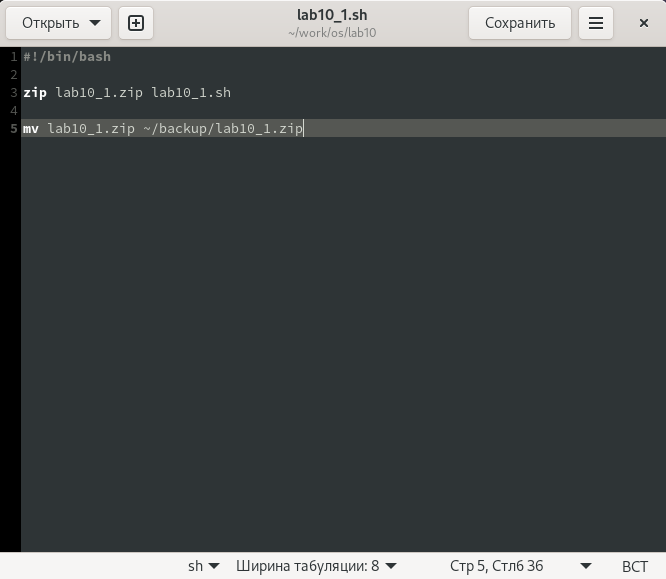 Открыть
lab10_1.sh
~/work/os/lab10
Сохранить
1 #!/bin/bash
2
3 zip lab10_1.zip lab10_1.sh
4
5 mv lab10_1.zip ~/backup/lab10_1.zip
sh Ширина табуляции: 8 Стр 5, Стлб 36 ВСТ